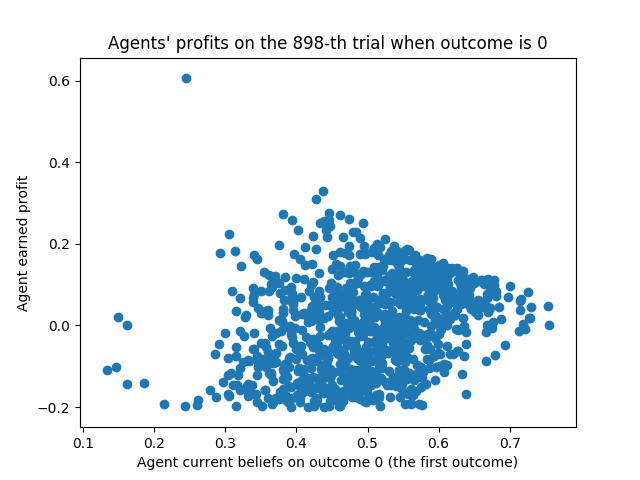 Agents' profits on the 898-th trial when outcome is 0
Agent earned profit
0.6
0.4
0.2
0.0
−0.2
0.1 0.2 0.3 0.4 0.5 0.6 0.7
Agent current beliefs on outcome 0 (the first outcome)